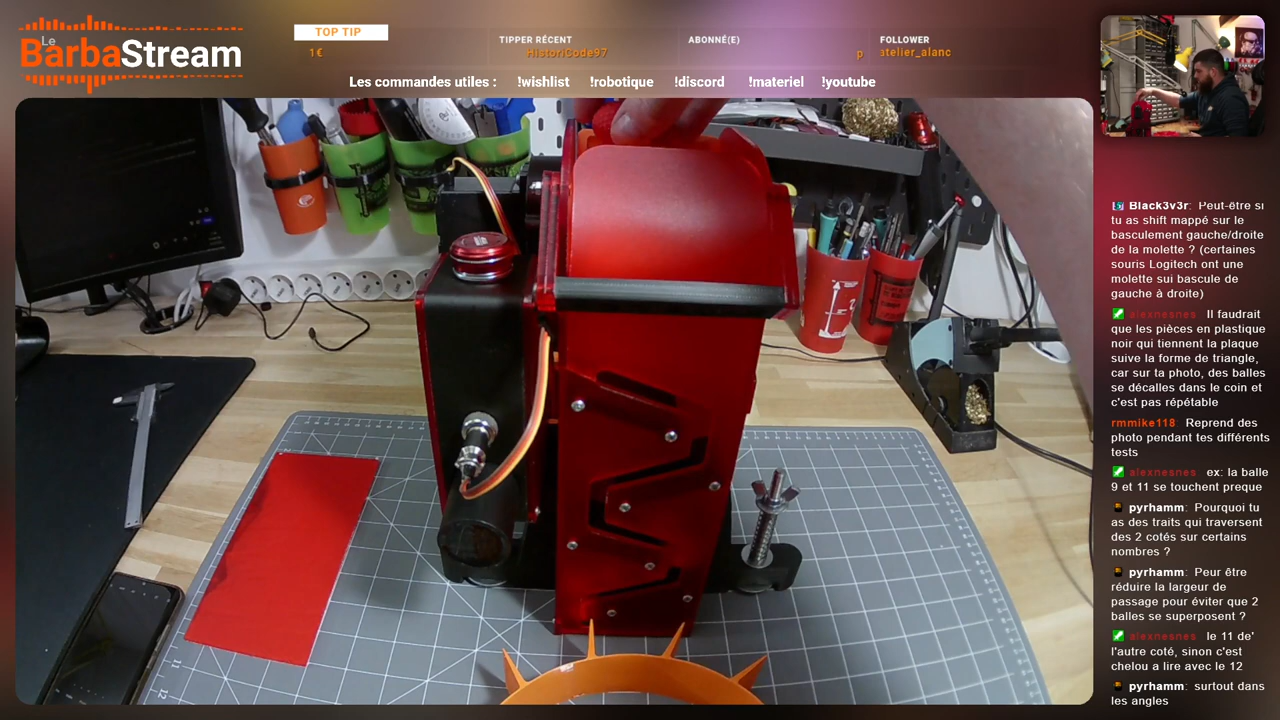 Le
BarbaStream
TOP TIP
1€
TIPPER RÉCENT
HistoriCode97
ABONNÉ(E)
p
FOLLOWER
atelier_alanc
Les commandes utiles : !wishlist !robotique !discord !materiel !youtube
Black3v3r: Peut-être si
tu as shift mappé sur le
basculement gauche/droite
de la molette ? (certaines
souris Logitech ont une
molette sui bascule de
gauche à droite)
alexnesnes Il faudrait
que les pièces en plastique
noir qui tiennent la plaque
suive la forme de triangle,
car sur ta photo, des balles
se décalles dans le coin et
c'est pas répétable
rmmike118 Reprend des
photo pendant tes différents
tests
alexnesnes ex: la balle
9 et 11 se touchent preque
pyrhamm: Pourquoi tu
as des traits qui traversent
des 2 cotés sur certains
nombres ?
pyrhamm: Peur être
réduire la largeur de
passage pour éviter que 2
balles se superposent ?
alexnesnes le 11 de'
l'autre coté, sinon c'est
chelou a lire avec le 12
pyrhamm: surtout dans
les angles